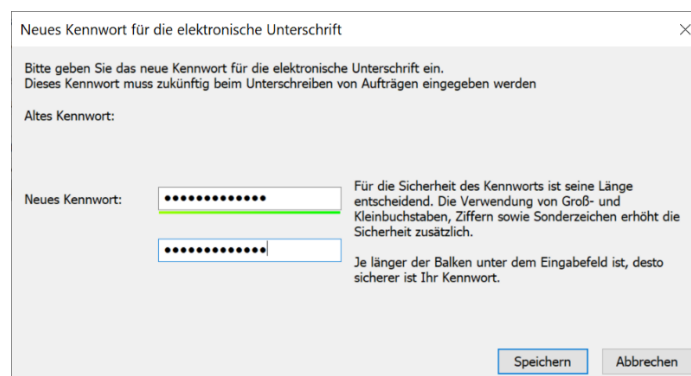 Neues Kennwort für die elektronische Unterschrift
Bitte geben Sie das neue Kennwort für die elektronische Unterschrift ein.
Dieses Kennwort muss zukünftig beim Unterschreiben von Aufträgen eingegeben werden
Altes Kennwort:
Neues Kennwort:
●●●●●●●●●●●●●
●●●●●●●●●●●●●
Für die Sicherheit des Kennworts ist seine Länge
entscheidend. Die Verwendung von Groß- und
Kleinbuchstaben, Ziffern sowie Sonderzeichen erhöht die
Sicherheit zusätzlich.
Je länger der Balken unter dem Eingabefeld ist, desto
sicherer ist Ihr Kennwort.
Speichern
Abbrechen